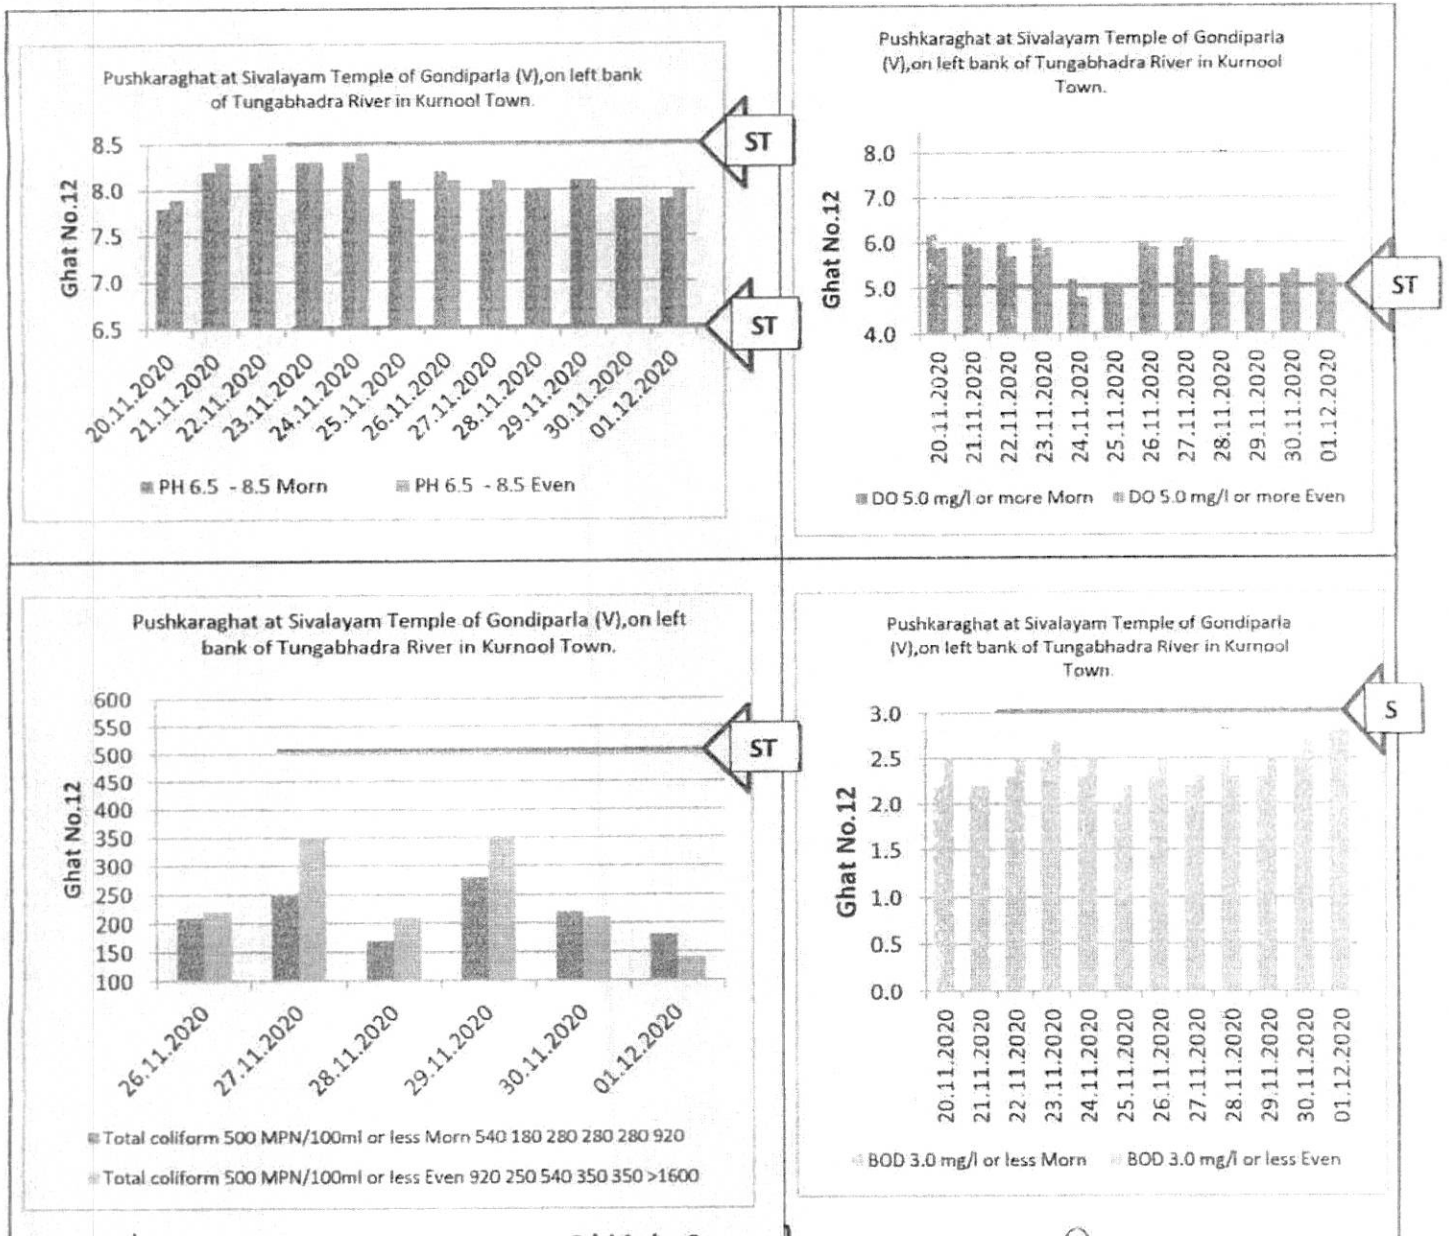 Pushkaraghat at Sivalayam Temple of Gondiparla (V),on left bank
of Tungabhadra River in Kurnool Town.
8.5
8.0
7.5
7.0
6.5
Ghat No.12
ST
ST
20.11.2020
21.11.2020
22.11.2020
23.11.2020
24.11.2020
25.11.2020
26.11.2020
27.11.2020
28.11.2020
29.11.2020
30.11.2020
01.12.2020
PH 6.5 - 8.5 Morn PH 6.5 - 8.5 Even
Pushkaraghat at Sivalayam Temple of Gondiparla
(V),on left bank of Tungabhadra River in Kurnool
Town.
8.0
7.0
6.0
5.0
4.0
Ghat No.12
ST
20.11.2020
21.11.2020
22.11.2020
23.11.2020
24.11.2020
25.11.2020
26.11.2020
27.11.2020
28.11.2020
29.11.2020
30.11.2020
01.12.2020
DO 5.0 mg/l or more Morn DO 5.0 mg/l or more Even
Pushkaraghat at Sivalayam Temple of Gondiparla (V),on left
bank of Tungabhadra River in Kurnool Town.
600
550
500
450
400
350
300
250
200
150
100
Ghat No.12
ST
26.11.2020
27.11.2020
28.11.2020
29.11.2020
30.11.2020
01.12.2020
Total coliform 500 MPN/100ml or less Morn 540 180 280 280 280 920
Total coliform 500 MPN/100ml or less Even 920 250 540 350 350 >1600
Pushkaraghat at Sivalayam Temple of Gondiparla
(V),on left bank of Tungabhadra River in Kurnool
Town.
3.0
2.5
2.0
1.5
1.0
0.5
0.0
Ghat No.12
S
20.11.2020
21.11.2020
22.11.2020
23.11.2020
24.11.2020
25.11.2020
26.11.2020
27.11.2020
28.11.2020
29.11.2020
30.11.2020
01.12.2020
BOD 3.0 mg/l or less Morn BOD 3.0 mg/l or less Even